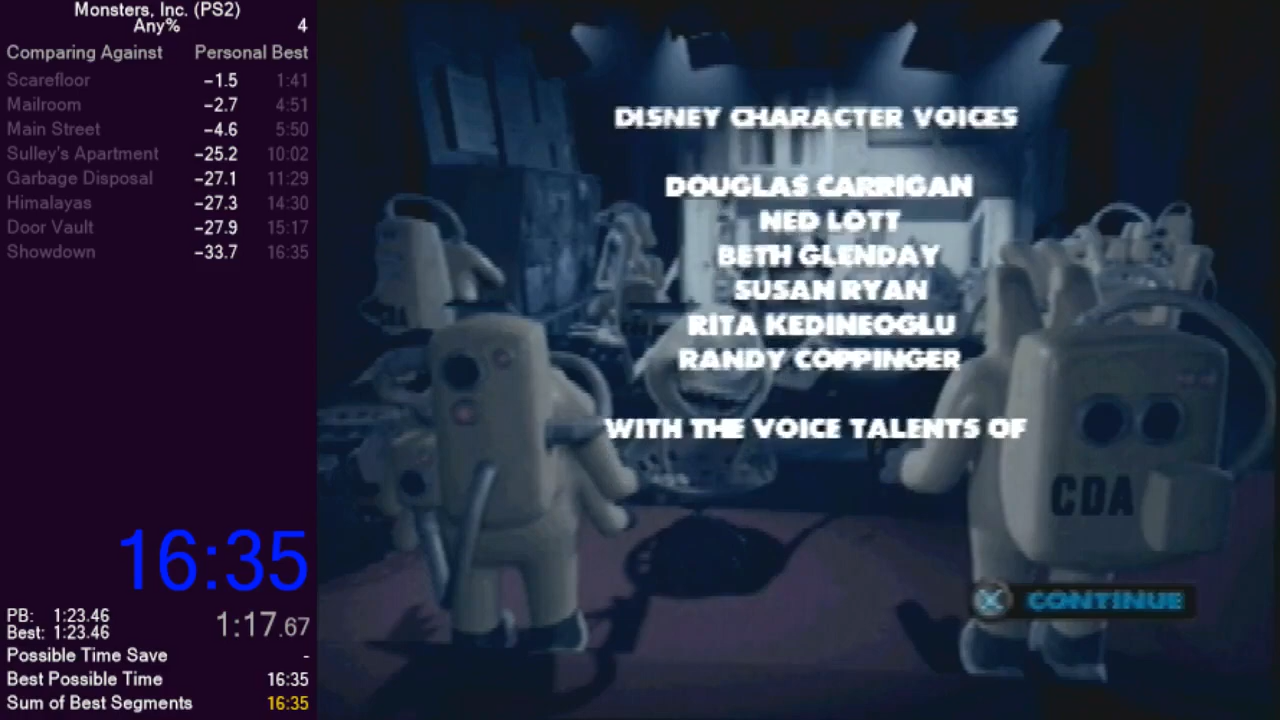 Monsters, Inc. (PS2)
Any% 4
Comparing Against Personal Best
Scarefloor −1.5 1:41
Mailroom −2.7 4:51
Main Street −4.6 5:50
Sulley's Apartment −25.2 10:02
Garbage Disposal −27.1 11:29
Himalayas −27.3 14:30
Door Vault −27.9 15:17
Showdown −33.7 16:35
16:35
PB: 1:23.46
Best: 1:23.46
1:17.67
Possible Time Save -
Best Possible Time 16:35
Sum of Best Segments 16:35
DISNEY CHARACTER VOICES
DOUGLAS CARRIGAN
NED LOTT
BETH GLENDAY
SUSAN RYAN
RITA KEDINEOGLU
RANDY COPPINGER
WITH THE VOICE TALENTS OF
CDA
CONTINUE